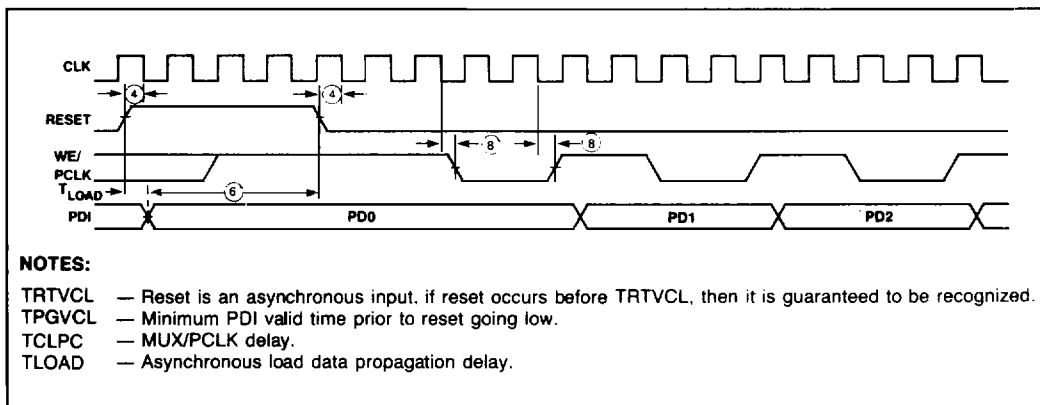 CLK
④ ④
RESET
⑧ ⑧
WE/
PCLK
TLOAD
⑥
PDI PD0 PD1 PD2
NOTES:
TRTVCL — Reset is an asynchronous input, if reset occurs before TRTVCL, then it is guaranteed to be recognized.
TPGVCL — Minimum PDI valid time prior to reset going low.
TCLPC — MUX/PCLK delay.
TLOAD — Asynchronous load data propagation delay.